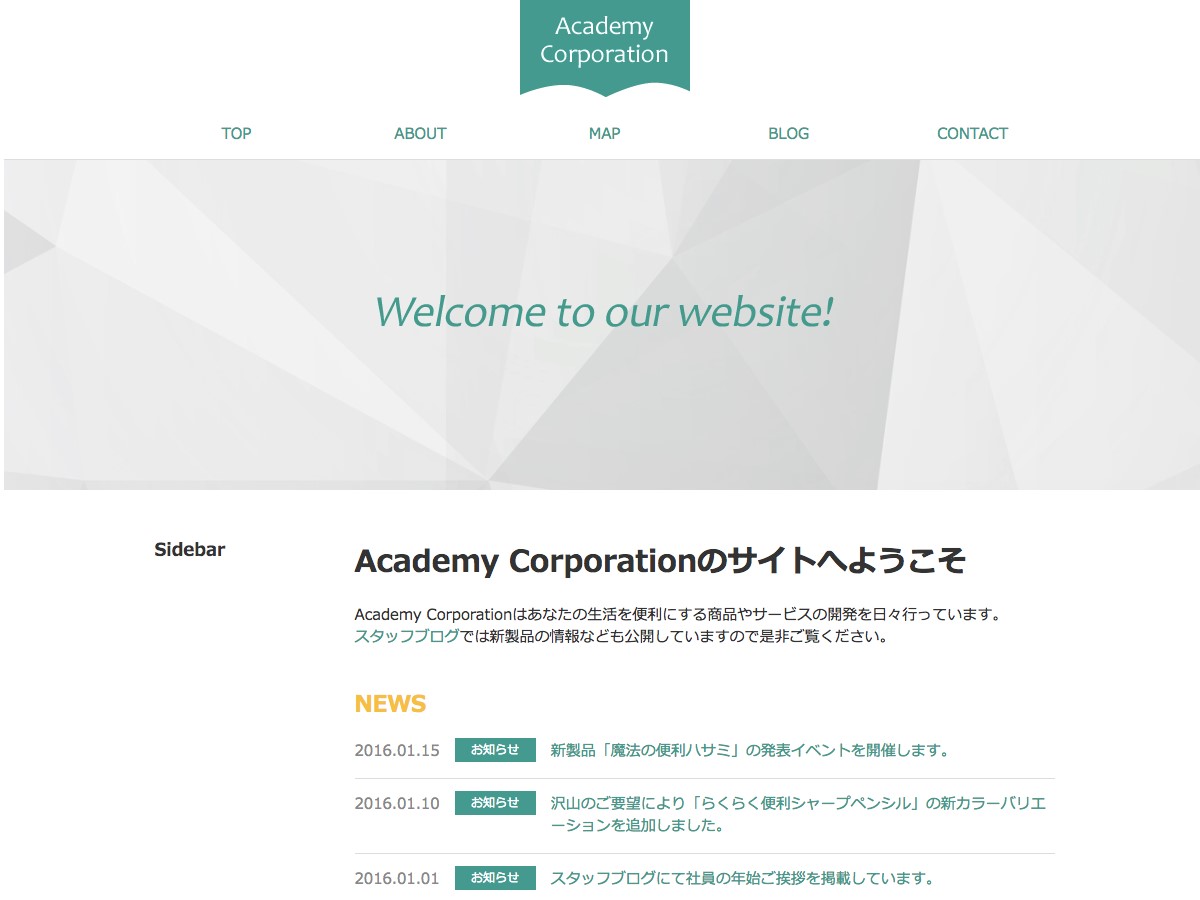 Academy
Corporation
TOP ABOUT MAP BLOG CONTACT
Welcome to our website!
Sidebar
Academy Corporationのサイトへようこそ
Academy Corporationはあなたの生活を便利にする商品やサービスの開発を日々行っています。
スタッフブログでは新製品の情報なども公開していますので是非ご覧ください。
NEWS
2016.01.15 お知らせ 新製品「魔法の便利ハサミ」の発表イベントを開催します。
2016.01.10 お知らせ 沢山のご要望により「らくらく便利シャープペンシル」の新カラーバリエ
ーションを追加しました。
2016.01.01 お知らせ スタッフブログにて社員の年始ご挨拶を掲載しています。